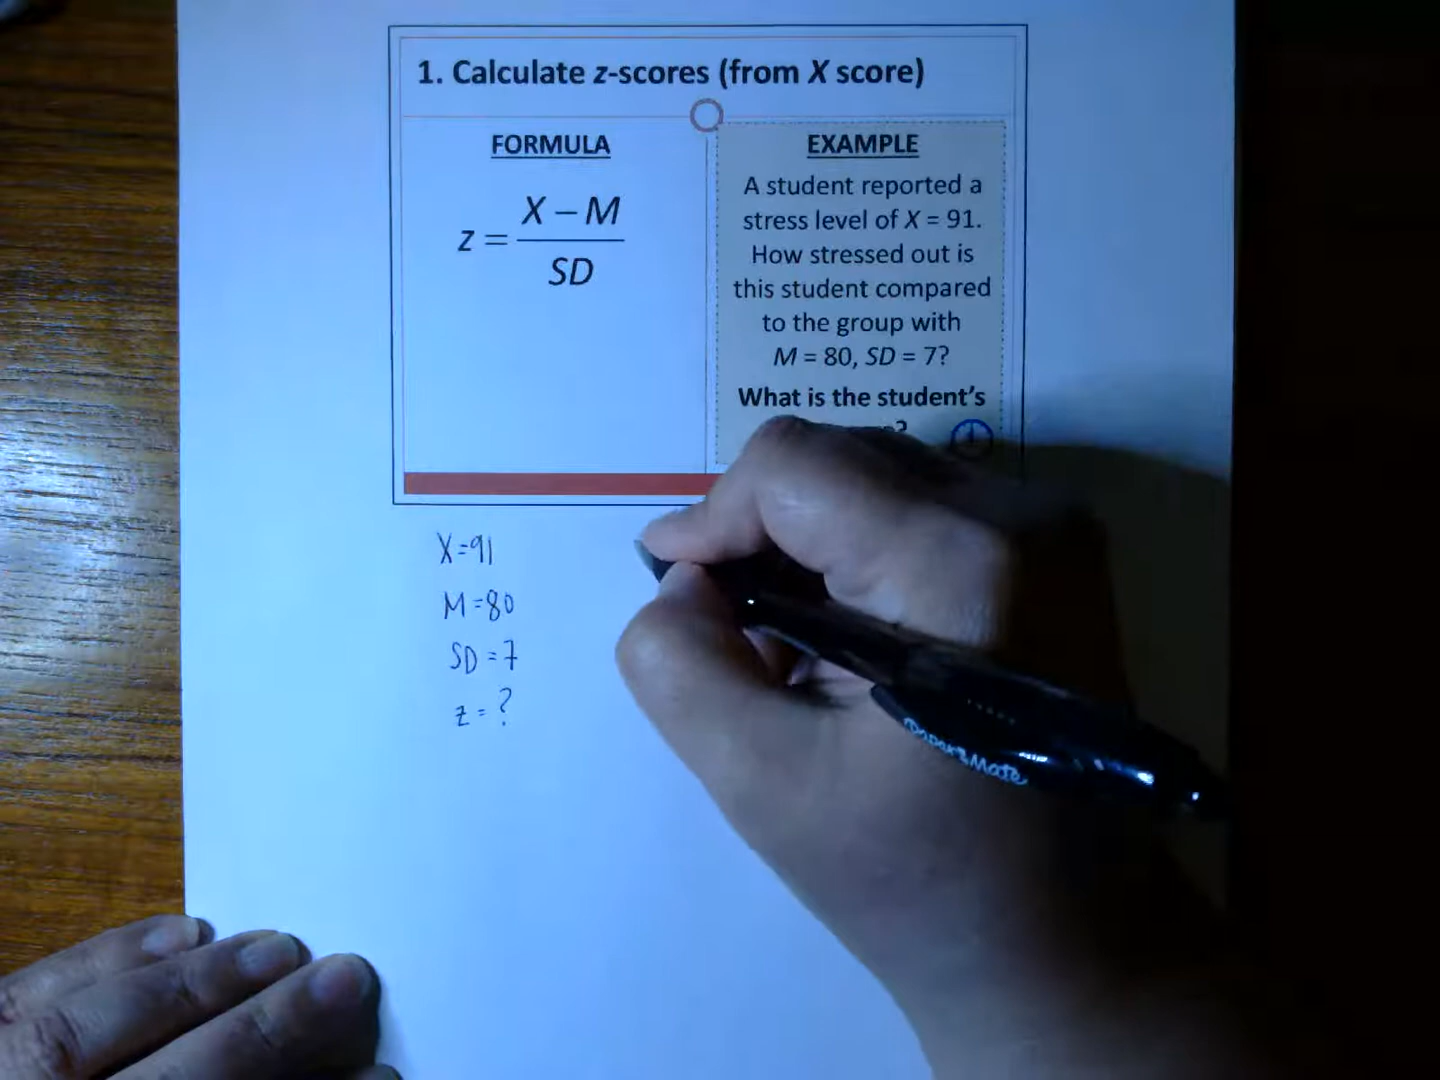 1. Calculate z-scores (from X score)
FORMULA
z = X – M
SD
EXAMPLE
A student reported a
stress level of X = 91.
How stressed out is
this student compared
to the group with
M = 80, SD = 7?
What is the student's
X=91
M=80
SD=7
z=?
PaperMate